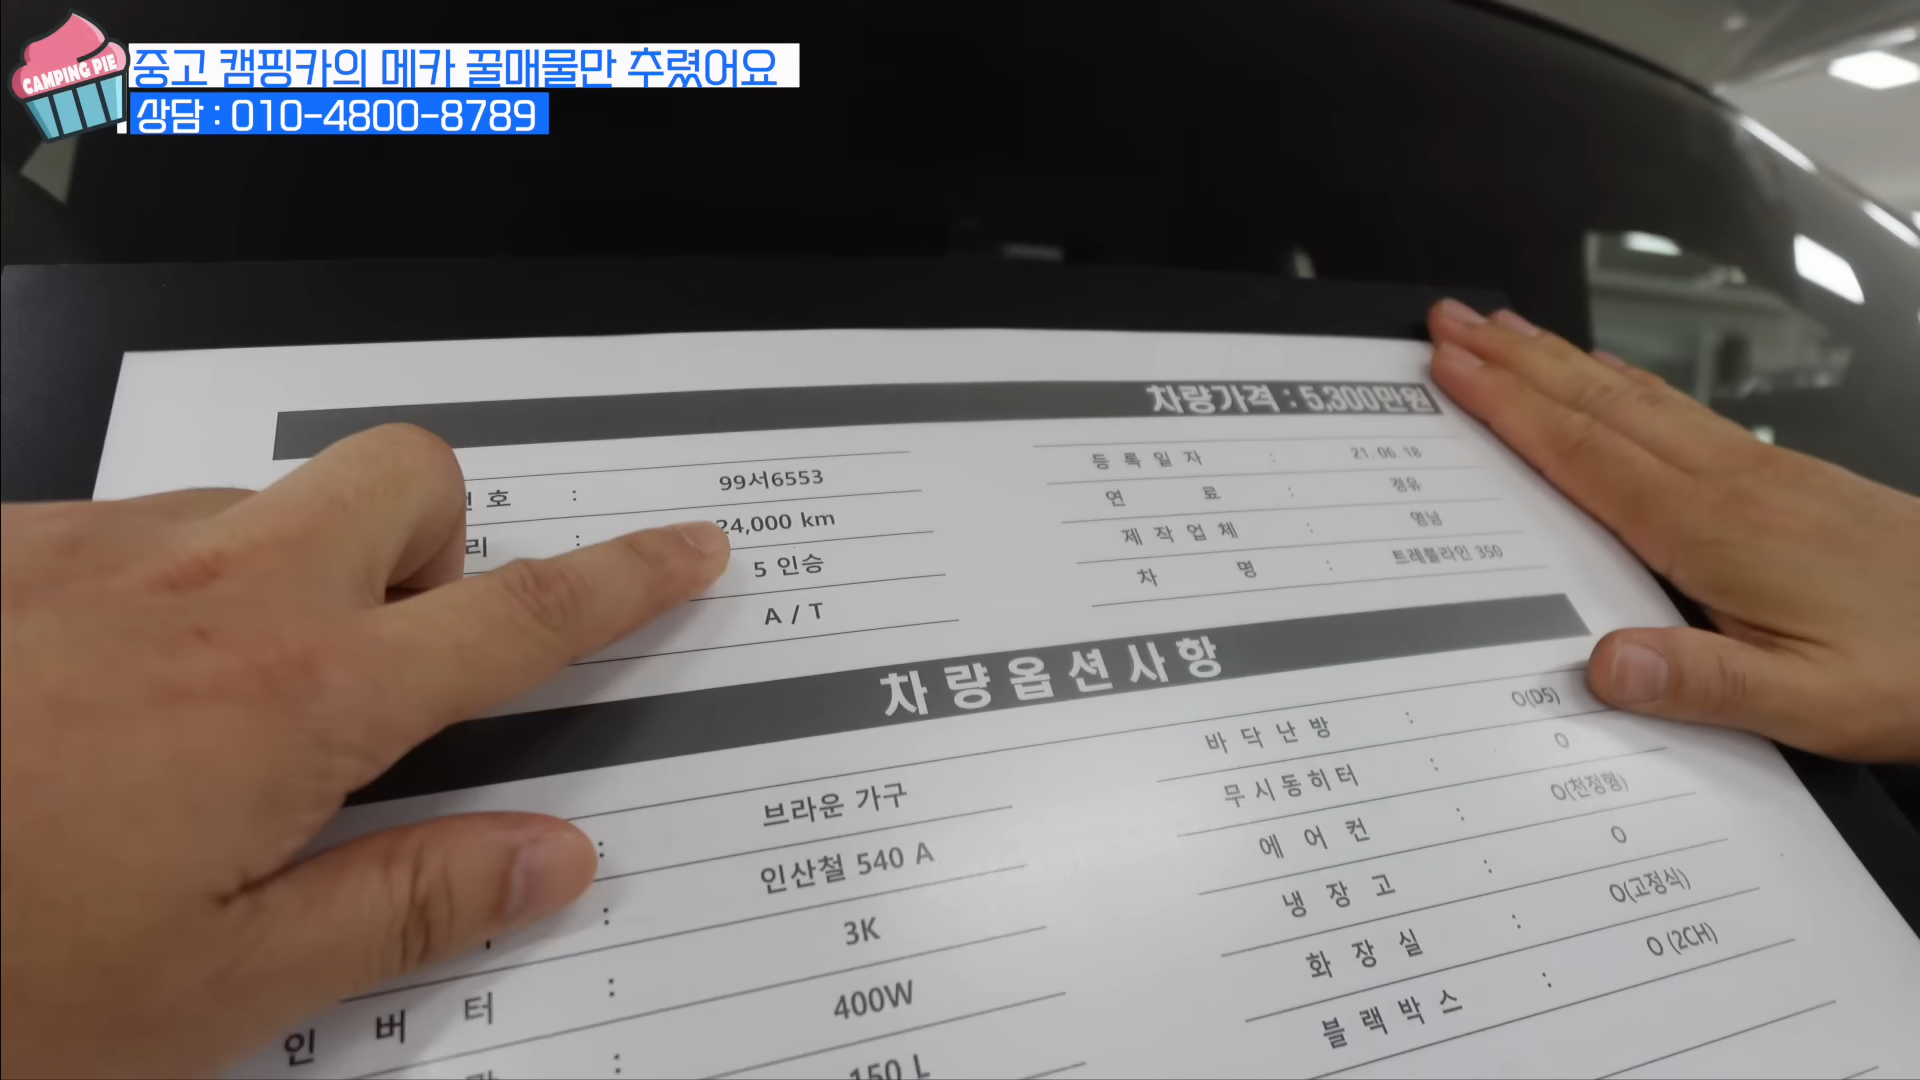 CAMPING PIE
중고 캠핑카의 메카 꿀매물만 추렸어요
상담 : 010-4800-8789
차량가격 : 5,300만원
호 : 99서6553
리 : 24,000 km
5 인승
A / T
등 록 일 자 : 21.06.18
연 료 : 경유
제 작 업 체 : 영남
차 명 : 트레블라인 350
차 량 옵 션 사 항
: 브라운 가구
: 인산철 540 A
인 버 터 : 3K
: 400W
150 L
바 닥 난 방 : O(D5)
무 시 동 히 터 : O
에 어 컨 : O(천정형)
냉 장 고 : O
화 장 실 : O(고정식)
블 랙 박 스 : O (2CH)